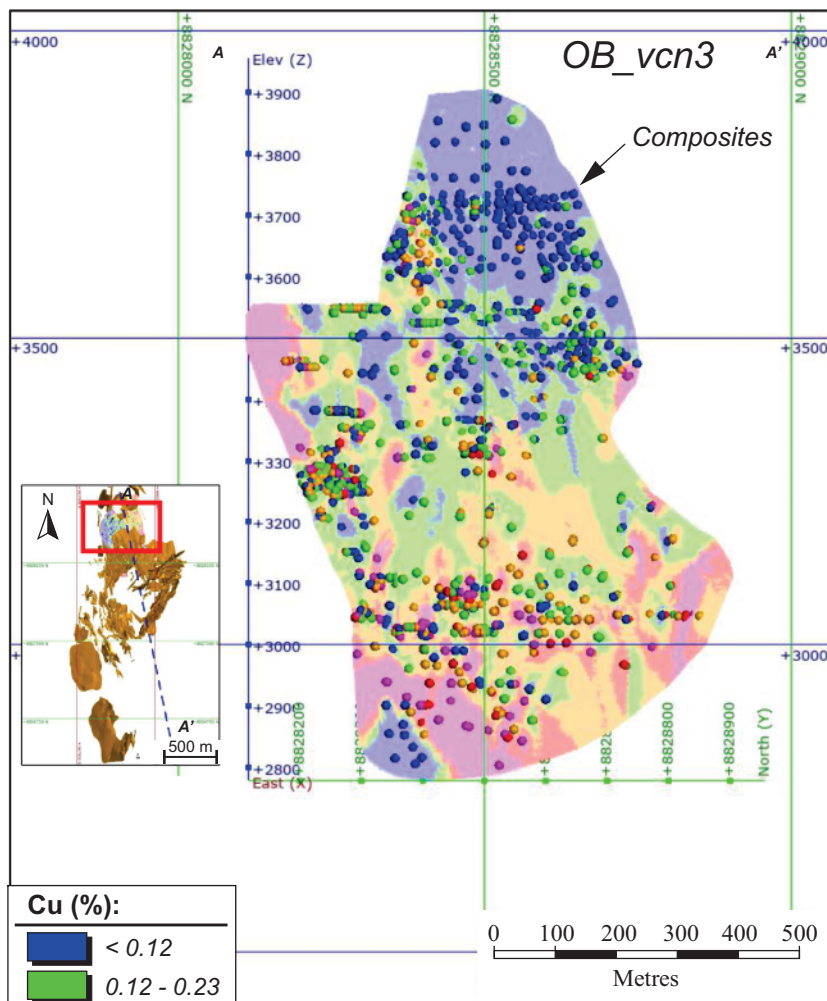 +4000
+8828000 N
A
Elev (Z)
+8828500 N
OB_vcn3
A'
+8829000 N
+4000
+3900
+3800
Composites
+3700
+3600
+3500
+3500
+3300
+3200
+3100
+3000
+3000
+2900
+2800
East (X)
+8828200
+8828800
+8828900
North (Y)
N
A
A'
500 m
Cu (%):
< 0.12
0.12 - 0.23
0 100 200 300 400 500
Metres